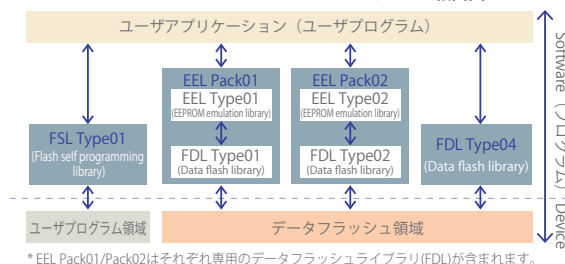 ユーザアプリケーション（ユーザプログラム）
EEL Pack01
EEL Type01
(EEPROM emulation library)
FDL Type01
(Data flash library)
EEL Pack02
EEL Type02
(EEPROM emulation library)
FDL Type02
(Data flash library)
FSL Type01
(Flash self programming
library)
FDL Type04
(Data flash library)
Software（プログラム）
Device
ユーザプログラム領域
データフラッシュ領域
* EEL Pack01/Pack02はそれぞれ専用のデータフラッシュライブラリ(FDL)が含まれます。